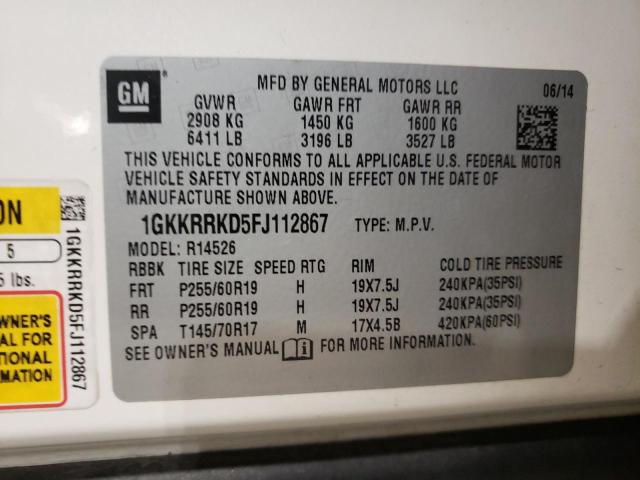 GM
MFD BY GENERAL MOTORS LLC 06/14
GVWR GAWR FRT GAWR RR
2908 KG 1450 KG 1600 KG
6411 LB 3196 LB 3527 LB
THIS VEHICLE CONFORMS TO ALL APPLICABLE U.S. FEDERAL MOTOR
VEHICLE SAFETY STANDARDS IN EFFECT ON THE DATE OF
MANUFACTURE SHOWN ABOVE.
1GKKRRKD5FJ112867 TYPE: M.P.V.
MODEL: R14526
RBBK TIRE SIZE SPEED RTG RIM COLD TIRE PRESSURE
FRT P255/60R19 H 19X7.5J 240KPA(35PSI)
RR P255/60R19 H 19X7.5J 240KPA(35PSI)
SPA T145/70R17 M 17X4.5B 420KPA(60PSI)
SEE OWNER'S MANUAL FOR MORE INFORMATION.
ON
5
lbs.
OWNER'S
FOR
MATION
1GKKRRKD5FJ112867